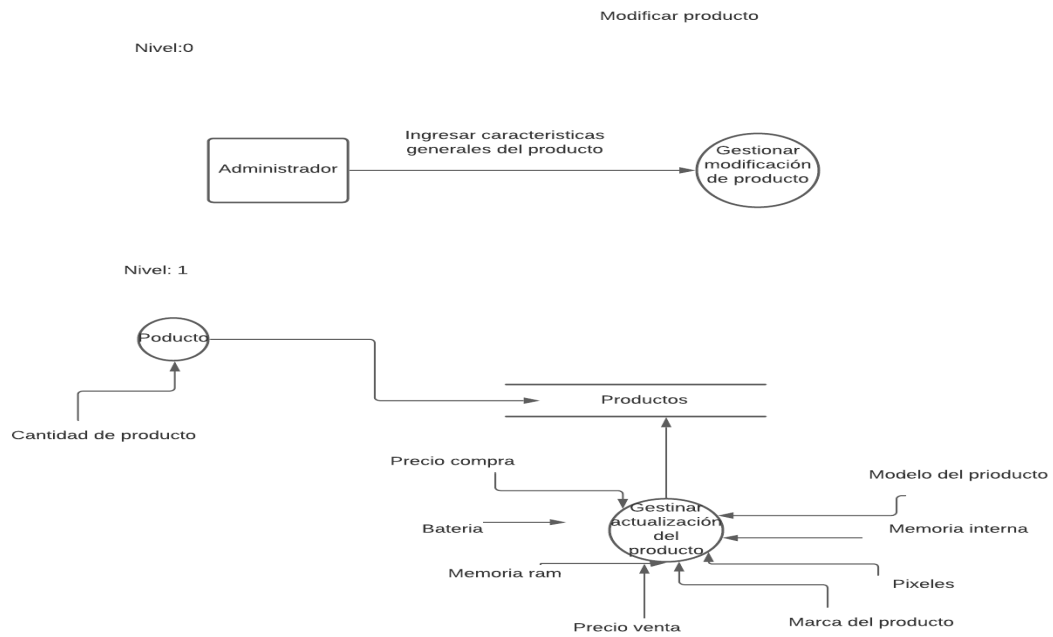 Modificar producto
Nivel:0
Ingresar caracteristicas
generales del producto
Administrador
Gestionar
modificación
de producto
Nivel: 1
Poducto
Productos
Cantidad de producto
Precio compra
Modelo del prioducto
Gestinar
actualización
del
producto
Bateria
Memoria interna
Memoria ram
Pixeles
Precio venta
Marca del producto